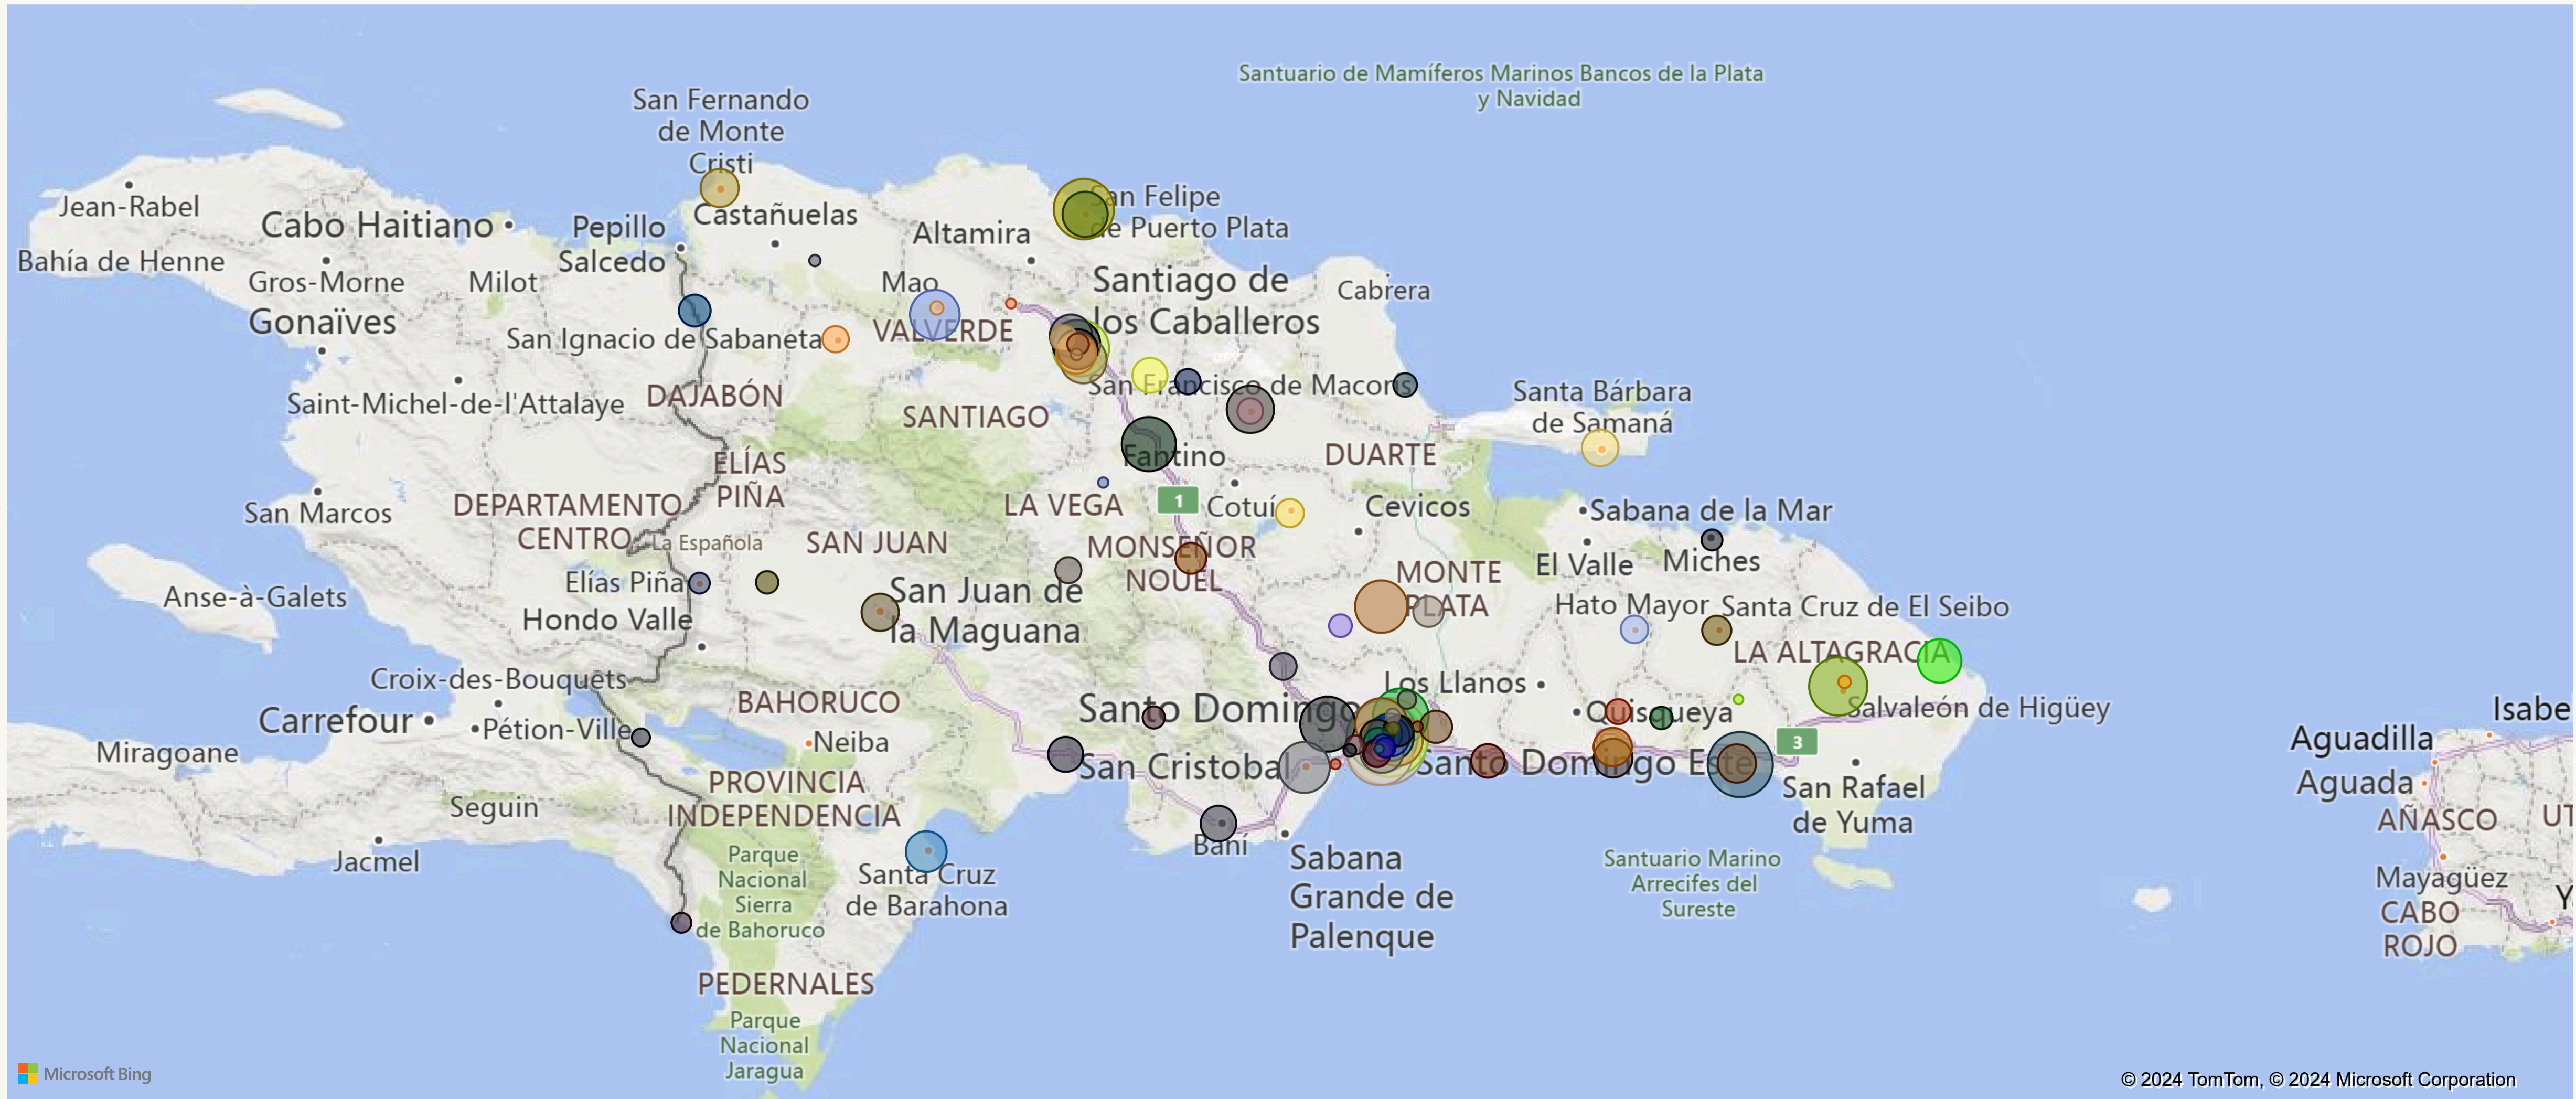 Santuario de Mamíferos Marinos Bancos de la Plata
y Navidad
San Fernando
de Monte
Cristi
Jean-Rabel
Cabo Haitiano
Pepillo
Salcedo
Castañuelas
Altamira
San Felipe
de Puerto Plata
Bahía de Henne
Gros-Morne
Milot
Mao
Santiago de
los Caballeros
Cabrera
Gonaïves
San Ignacio de Sabaneta
VALVERDE
Saint-Michel-de-l'Attalaye
DAJABÓN
SANTIAGO
San Francisco de Macorís
Santa Bárbara
de Samaná
ELÍAS
PIÑA
Fantino
DUARTE
San Marcos
DEPARTAMENTO
CENTRO
La Española
SAN JUAN
LA VEGA
1
Cotuí
Cevicos
Sabana de la Mar
MONSEÑOR
NOUEL
El Valle
Miches
Anse-à-Galets
Elías Piña
Hondo Valle
San Juan de
la Maguana
MONTE
PLATA
Hato Mayor
Santa Cruz de El Seibo
LA ALTAGRACIA
Croix-des-Bouquets
Carrefour
Pétion-Ville
Miragoane
BAHORUCO
Neiba
Santo Domingo
Los Llanos
Quisqueya
Salvaleón de Higüey
Isabe
Aguadilla
Aguada
AÑASCO
UT
San Cristobal
Santo Domingo Este
3
San Rafael
de Yuma
PROVINCIA
INDEPENDENCIA
Seguin
Jacmel
Parque
Nacional
Sierra
de Bahoruco
Santa Cruz
de Barahona
Baní
Sabana
Grande de
Palenque
Santuario Marino
Arrecifes del
Sureste
Mayagüez
Y
CABO
ROJO
PEDERNALES
Parque
Nacional
Jaragua
Microsoft Bing
© 2024 TomTom, © 2024 Microsoft Corporation